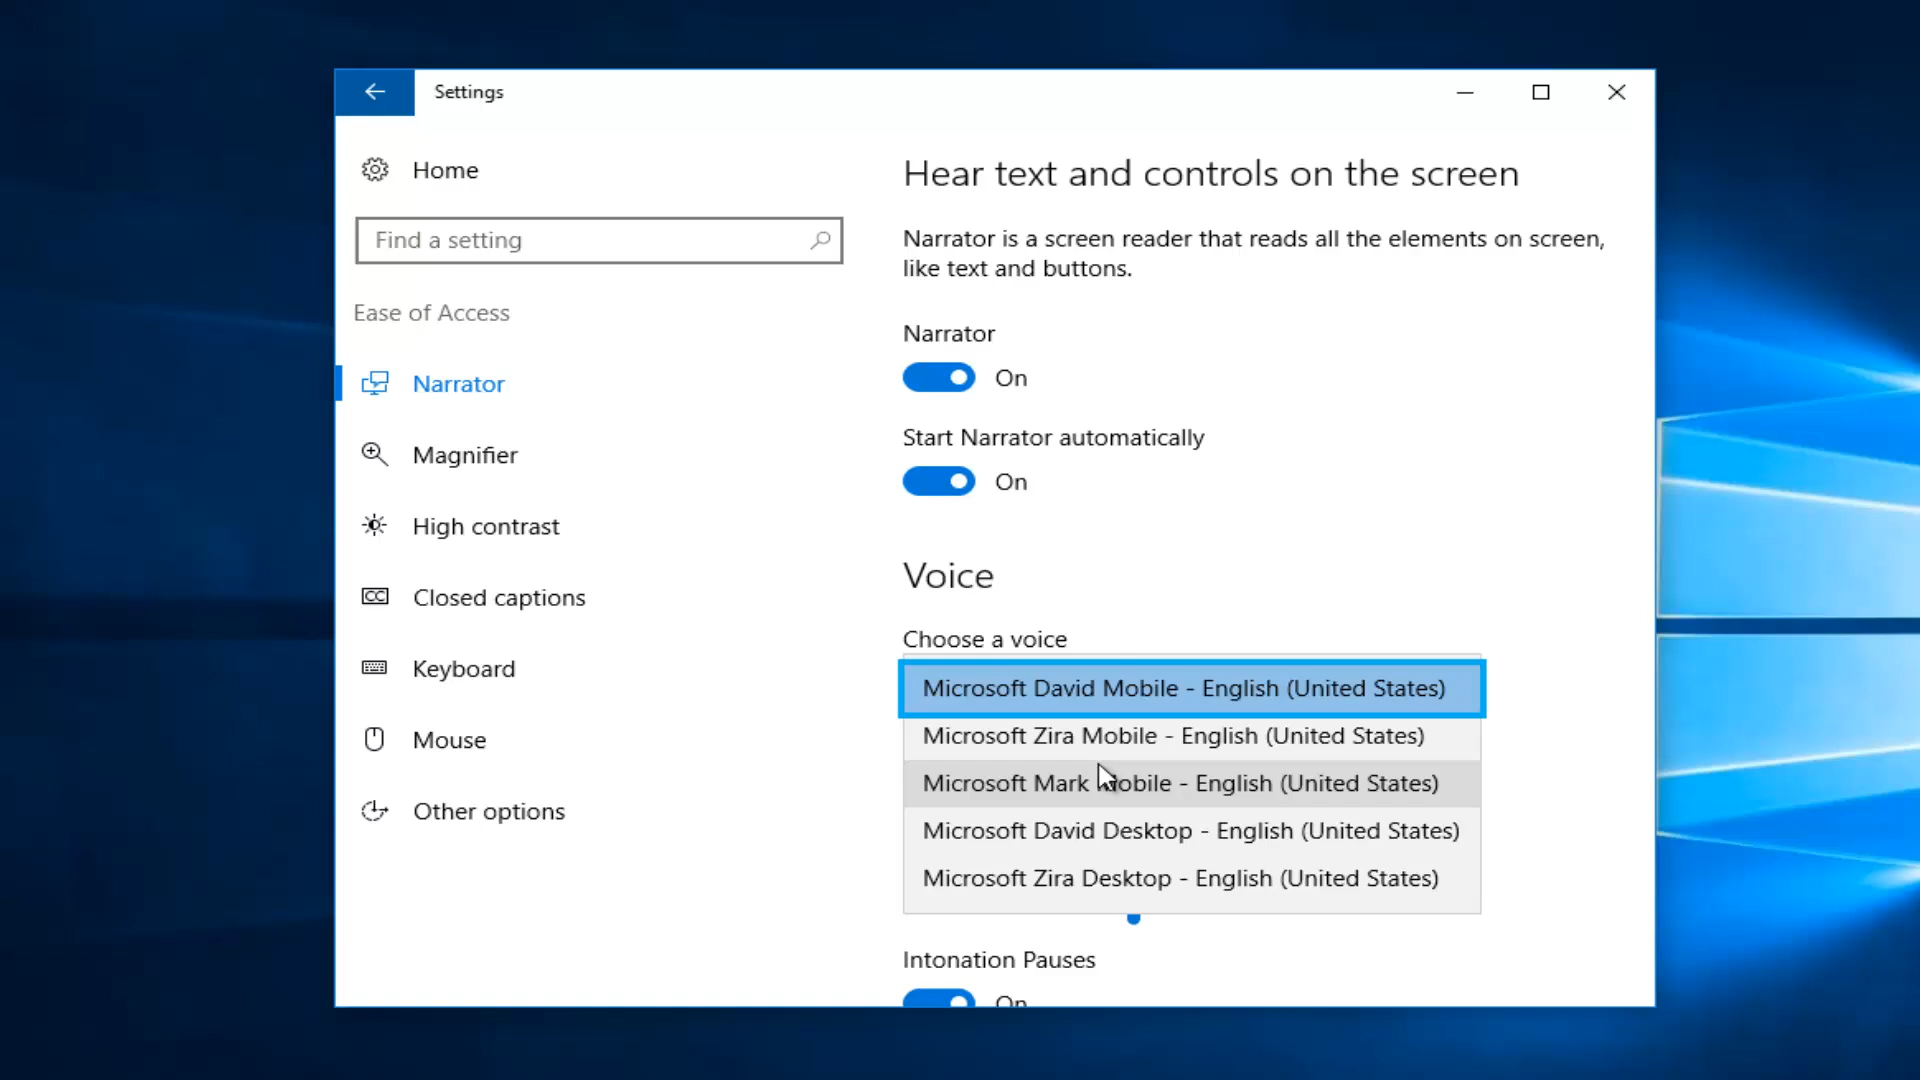 Settings
Home
Find a setting
Ease of Access
Narrator
Magnifier
High contrast
Closed captions
Keyboard
Mouse
Other options
Hear text and controls on the screen
Narrator is a screen reader that reads all the elements on screen,
like text and buttons.
Narrator
On
Start Narrator automatically
On
Voice
Choose a voice
Microsoft David Mobile - English (United States)
Microsoft Zira Mobile - English (United States)
Microsoft Mark Mobile - English (United States)
Microsoft David Desktop - English (United States)
Microsoft Zira Desktop - English (United States)
Intonation Pauses
On